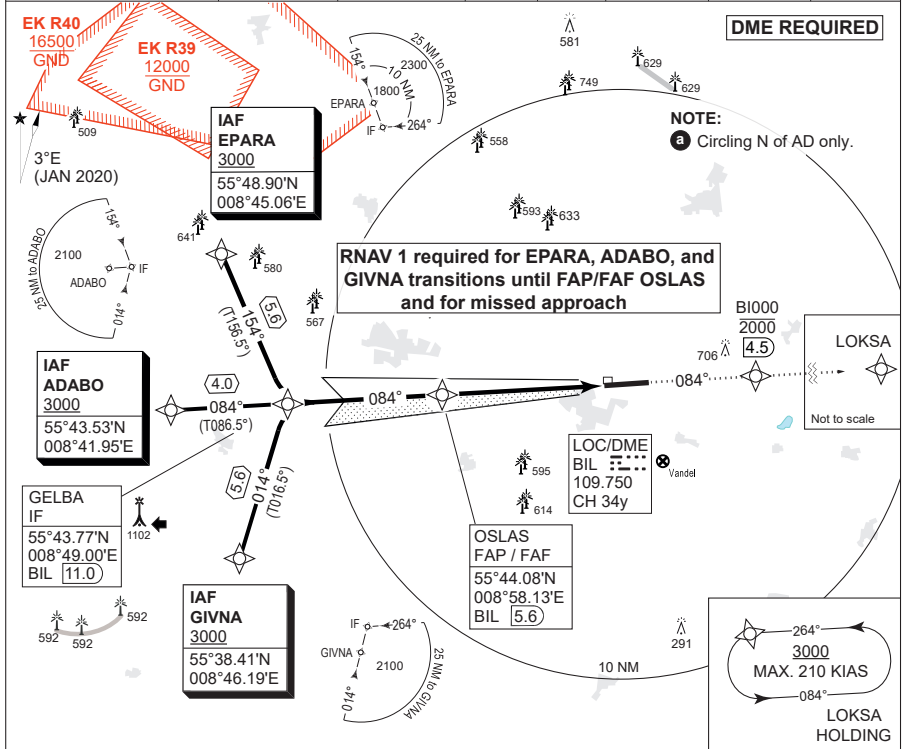 EK R40
16500
GND
EK R39
12000
GND
DME REQUIRED
581
629
629
749
NOTE:
a Circling N of AD only.
25 NM to EPARA
154°
10 NM
2300
1800
EPARA
IF
264°
509
558
3°E
(JAN 2020)
IAF
EPARA
3000
55°48.90'N
008°45.06'E
593
633
641
580
567
25 NM to ADABO
154°
2100
ADABO
IF
014°
RNAV 1 required for EPARA, ADABO, and
GIVNA transitions until FAP/FAF OSLAS
and for missed approach
5.6
154°
(T156.5°)
BI000
2000
4.5
706
LOKSA
Not to scale
IAF
ADABO
3000
55°43.53'N
008°41.95'E
4.0
084°
(T086.5°)
084°
084°
5.6
014°
(T016.5°)
LOC/DME
BIL
109.750
CH 34y
Vandel
595
614
GELBA
IF
55°43.77'N
008°49.00'E
BIL 11.0
1102
OSLAS
FAP / FAF
55°44.08'N
008°58.13'E
BIL 5.6
IAF
GIVNA
3000
55°38.41'N
008°46.19'E
592
592
592
IF
264°
GIVNA
2100
014°
25 NM to GIVNA
291
10 NM
264°
3000
MAX. 210 KIAS
084°
LOKSA
HOLDING